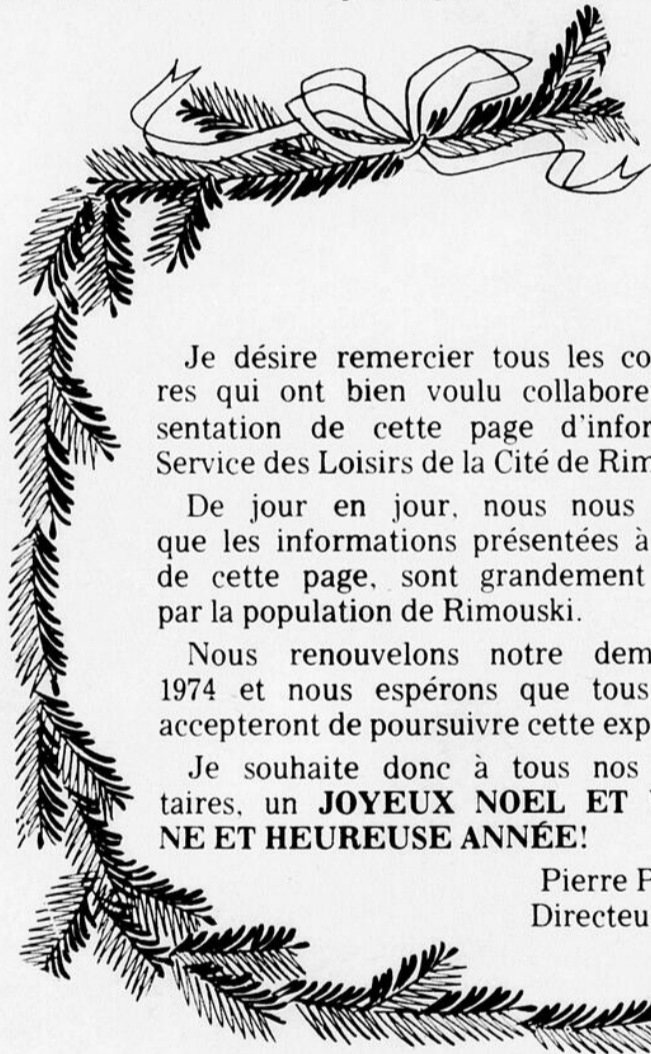 Je désire remercier tous les co
res qui ont bien voulu collabore
sentation de cette page d'infor
Service des Loisirs de la Cité de Rim
De jour en jour, nous nous
que les informations présentées à
de cette page, sont grandement
par la population de Rimouski.
Nous renouvelons notre dem
1974 et nous espérons que tous
accepteront de poursuivre cette exp
Je souhaite donc à tous nos
taires, un JOYEUX NOEL ET
NE ET HEUREUSE ANNÉE!
Pierre P
Directeu